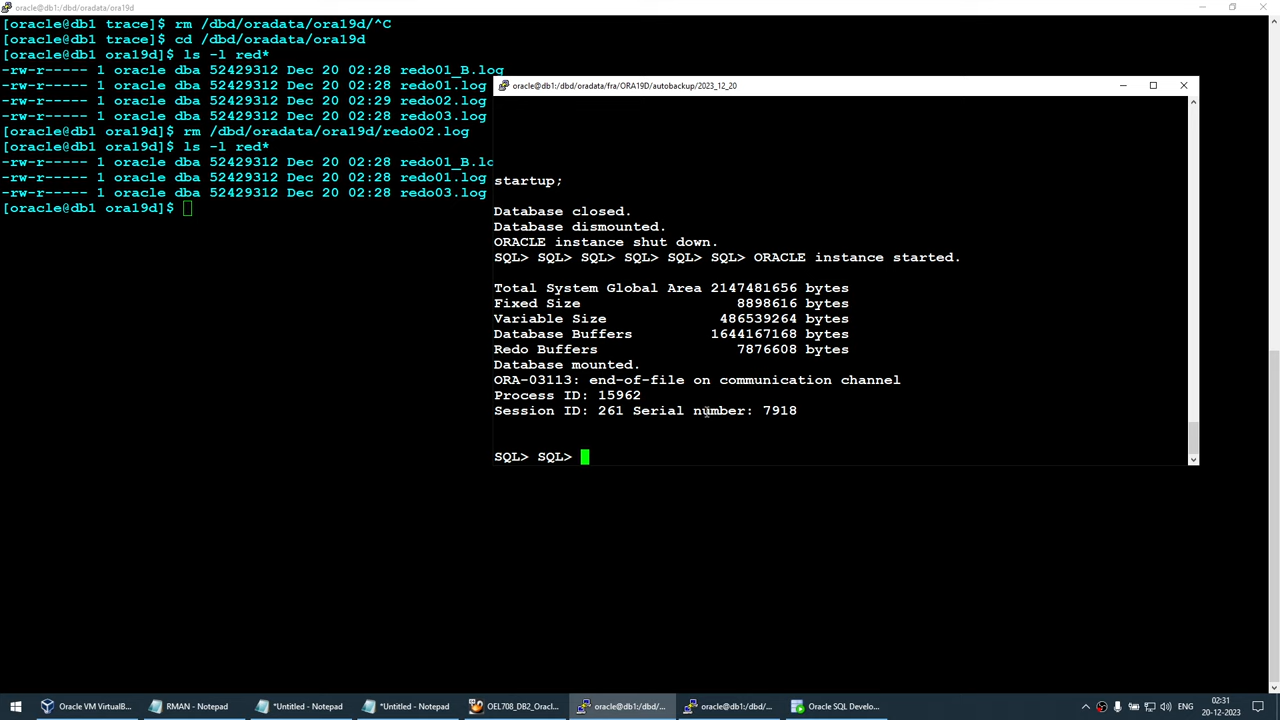 oracle@db1:/dbd/oradata/ora19d
[oracle@db1 trace]$ rm /dbd/oradata/ora19d/^C
[oracle@db1 trace]$ cd /dbd/oradata/ora19d
[oracle@db1 ora19d]$ ls -l red*
-rw-r----- 1 oracle dba 52429312 Dec 20 02:28 redo01_B.log
-rw-r----- 1 oracle dba 52429312 Dec 20 02:28 redo01.log
-rw-r----- 1 oracle dba 52429312 Dec 20 02:29 redo02.log
-rw-r----- 1 oracle dba 52429312 Dec 20 02:28 redo03.log
[oracle@db1 ora19d]$ rm /dbd/oradata/ora19d/redo02.log
[oracle@db1 ora19d]$ ls -l red*
-rw-r----- 1 oracle dba 52429312 Dec 20 02:28 redo01_B.lo
-rw-r----- 1 oracle dba 52429312 Dec 20 02:28 redo01.log
-rw-r----- 1 oracle dba 52429312 Dec 20 02:28 redo03.log
[oracle@db1 ora19d]$
oracle@db1:/dbd/oradata/fra/ORA19D/autobackup/2023_12_20
startup;
Database closed.
Database dismounted.
ORACLE instance shut down.
SQL> SQL> SQL> SQL> SQL> SQL> ORACLE instance started.
Total System Global Area 2147481656 bytes
Fixed Size 8898616 bytes
Variable Size 486539264 bytes
Database Buffers 1644167168 bytes
Redo Buffers 7876608 bytes
Database mounted.
ORA-03113: end-of-file on communication channel
Process ID: 15962
Session ID: 261 Serial number: 7918
SQL> SQL>
Oracle VM VirtualB...
RMAN - Notepad
*Untitled - Notepad
*Untitled - Notepad
OEL708_DB2_Oracl...
oracle@db1:/dbd/...
oracle@db1:/dbd/...
Oracle SQL Develo...
ENG
02:31
20-12-2023